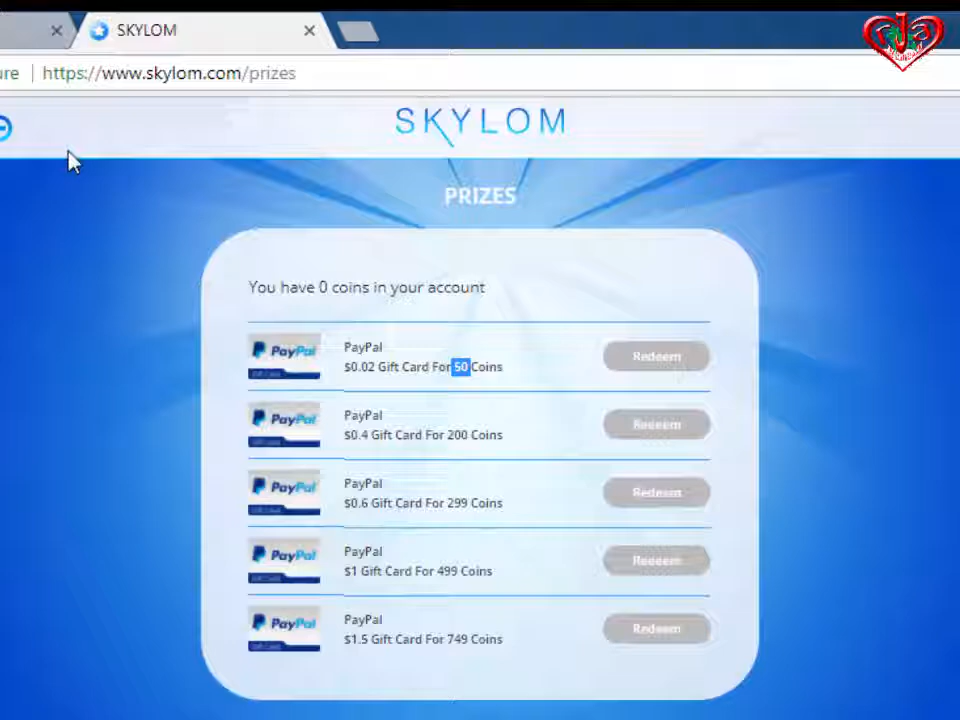 SKYLOM
https://www.skylom.com/prizes
SKYLOM
PRIZES
You have 0 coins in your account
PayPal
PayPal
$0.02 Gift Card For 50 Coins
Redeem
PayPal
PayPal
$0.4 Gift Card For 200 Coins
Redeem
PayPal
PayPal
$0.6 Gift Card For 299 Coins
Redeem
PayPal
PayPal
$1 Gift Card For 499 Coins
Redeem
PayPal
PayPal
$1.5 Gift Card For 749 Coins
Redeem